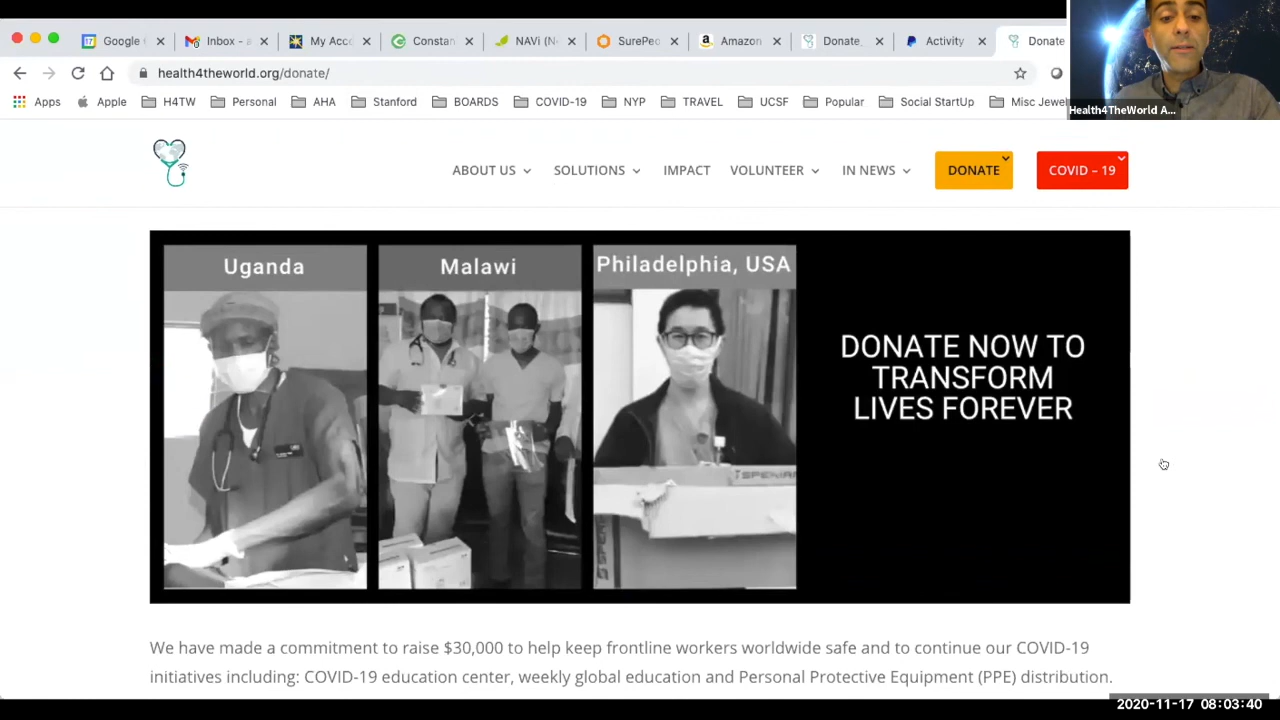 Google
Inbox - a
My Acc
Constan
NAVI (N
SurePe
Amazon
Donate
Activity
Donate
health4theworld.org/donate/
Apps
Apple
H4TW
Personal
AHA
Stanford
BOARDS
COVID-19
NYP
TRAVEL
UCSF
Popular
Social StartUp
Misc Jewel
Health4TheWorld A...
ABOUT US
SOLUTIONS
IMPACT
VOLUNTEER
IN NEWS
DONATE
COVID – 19
Uganda
Malawi
Philadelphia, USA
DONATE NOW TO
TRANSFORM
LIVES FOREVER
We have made a commitment to raise $30,000 to help keep frontline workers worldwide safe and to continue our COVID-19
initiatives including: COVID-19 education center, weekly global education and Personal Protective Equipment (PPE) distribution.
2020-11-17 08:03:40